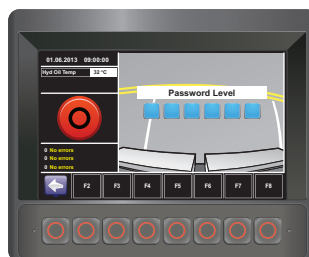 01.06.2013 09:00:00
Hyd Oil Temp 32 °C
Password Level
0 No errors
0 No errors
0 No errors
F2 F3 F4 F5 F6 F7 F8